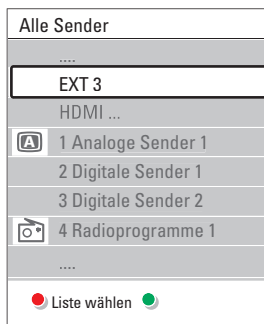 Alle Sender
....
EXT 3
HDMI ...
A 1 Analoge Sender 1
2 Digitale Sender 1
3 Digitale Sender 2
4 Radioprogramme 1
....
Liste wählen